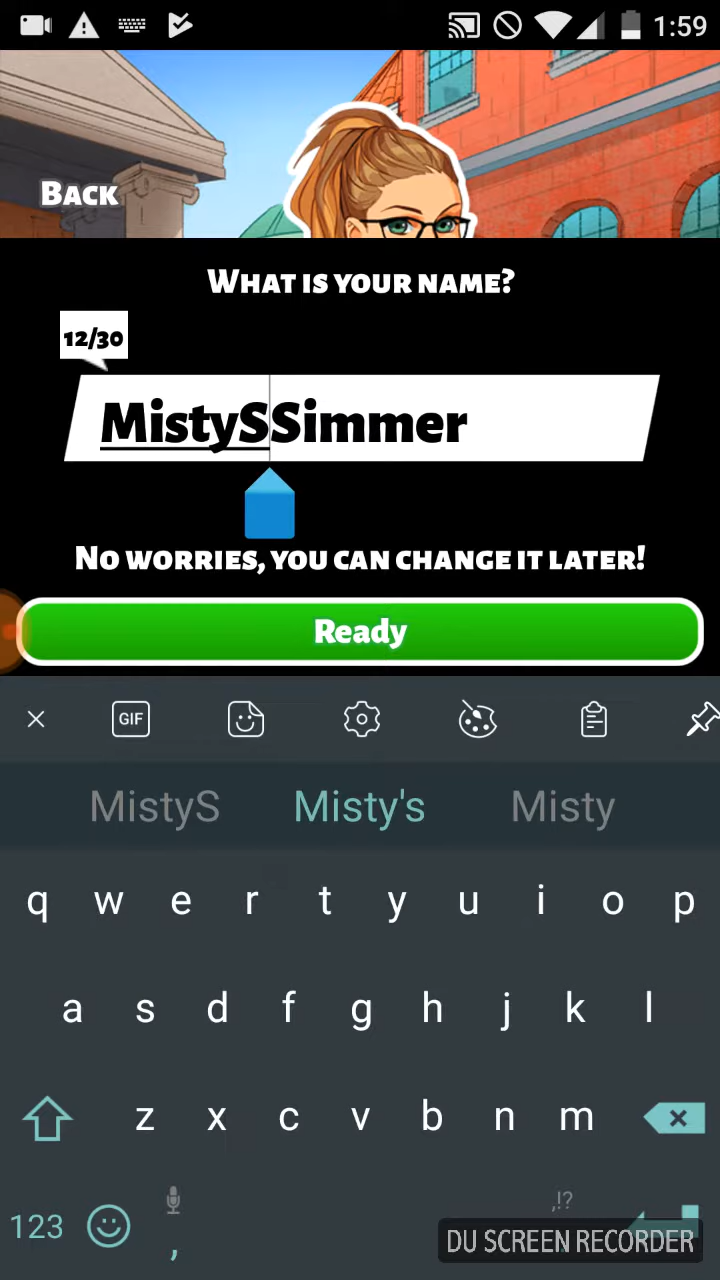 1:59
Back
What is your name?
12/30
MistySSimmer
No worries, you can change it later!
Ready
GIF
MistyS Misty's Misty
q w e r t y u i o p
a s d f g h j k l
z x c v b n m
,!?
123 ,
DU SCREEN RECORDER